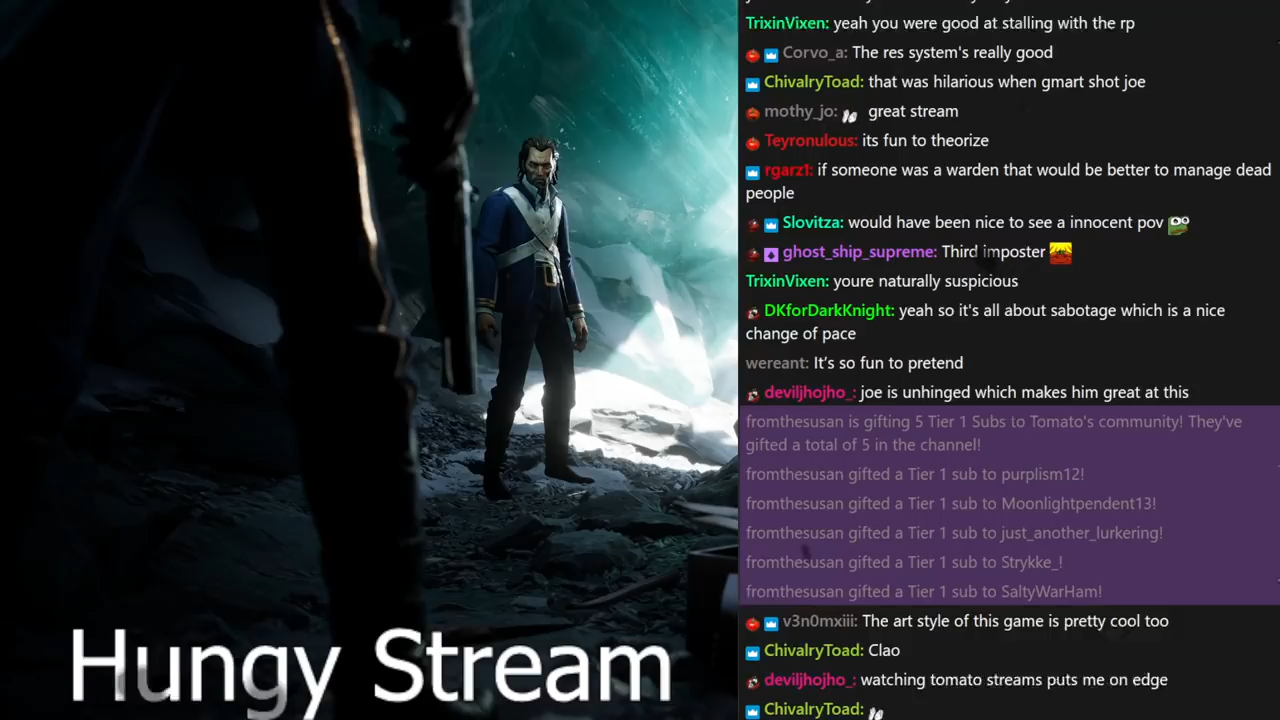 TrixinVixen: yeah you were good at stalling with the rp
Corvo_a: The res system's really good
ChivalryToad: that was hilarious when gmart shot joe
mothy_jo: great stream
Teyronulous: its fun to theorize
rgarz1: if someone was a warden that would be better to manage dead
people
Slovitza: would have been nice to see a innocent pov
ghost_ship_supreme: Third imposter
TrixinVixen: youre naturally suspicious
DKforDarkKnight: yeah so it's all about sabotage which is a nice
change of pace
wereant: It's so fun to pretend
deviljhojho_: joe is unhinged which makes him great at this
fromthesusan is gifting 5 Tier 1 Subs to Tomato's community! They've
gifted a total of 5 in the channel!
fromthesusan gifted a Tier 1 sub to purplism12!
fromthesusan gifted a Tier 1 sub to Moonlightpendent13!
fromthesusan gifted a Tier 1 sub to just_another_lurkering!
fromthesusan gifted a Tier 1 sub to Strykke_!
fromthesusan gifted a Tier 1 sub to SaltyWarHam!
v3n0mxiii: The art style of this game is pretty cool too
ChivalryToad: Clao
deviljhojho_: watching tomato streams puts me on edge
ChivalryToad:
Hungy Stream